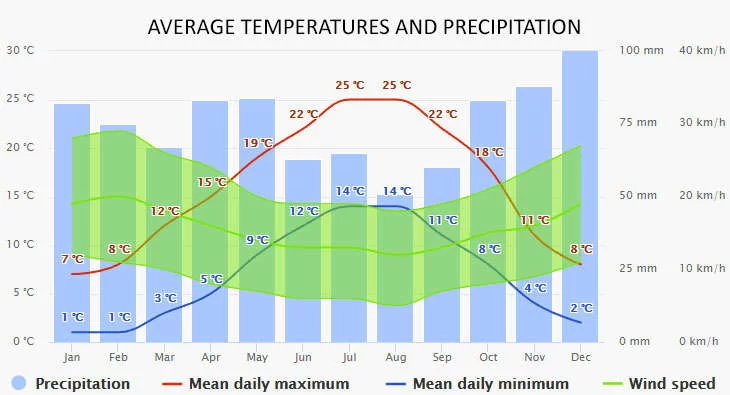 AVERAGE TEMPERATURES AND PRECIPITATION
30 °C 100 mm 40 km/h
25 °C 25 °C 25 °C
22 °C 22 °C
75 mm 30 km/h
20 °C 19 °C 18 °C
15 °C 15 °C 14 °C 14 °C 50 mm 20 km/h
12 °C 12 °C 11 °C 11 °C
10 °C 7 °C 8 °C 9 °C 8 °C 8 °C 25 mm 10 km/h
5 °C 3 °C 5 °C 4 °C
1 °C 1 °C 2 °C
0 °C 0 mm 0 km/h
Jan Feb Mar Apr May Jun Jul Aug Sep Oct Nov Dec
Precipitation Mean daily maximum Mean daily minimum Wind speed